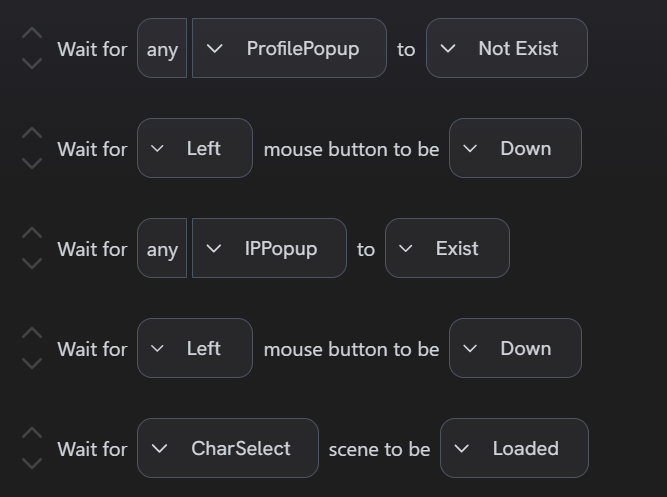 Wait for any ProfilePopup to Not Exist
Wait for Left mouse button to be Down
Wait for any IPPopup to Exist
Wait for Left mouse button to be Down
Wait for CharSelect scene to be Loaded